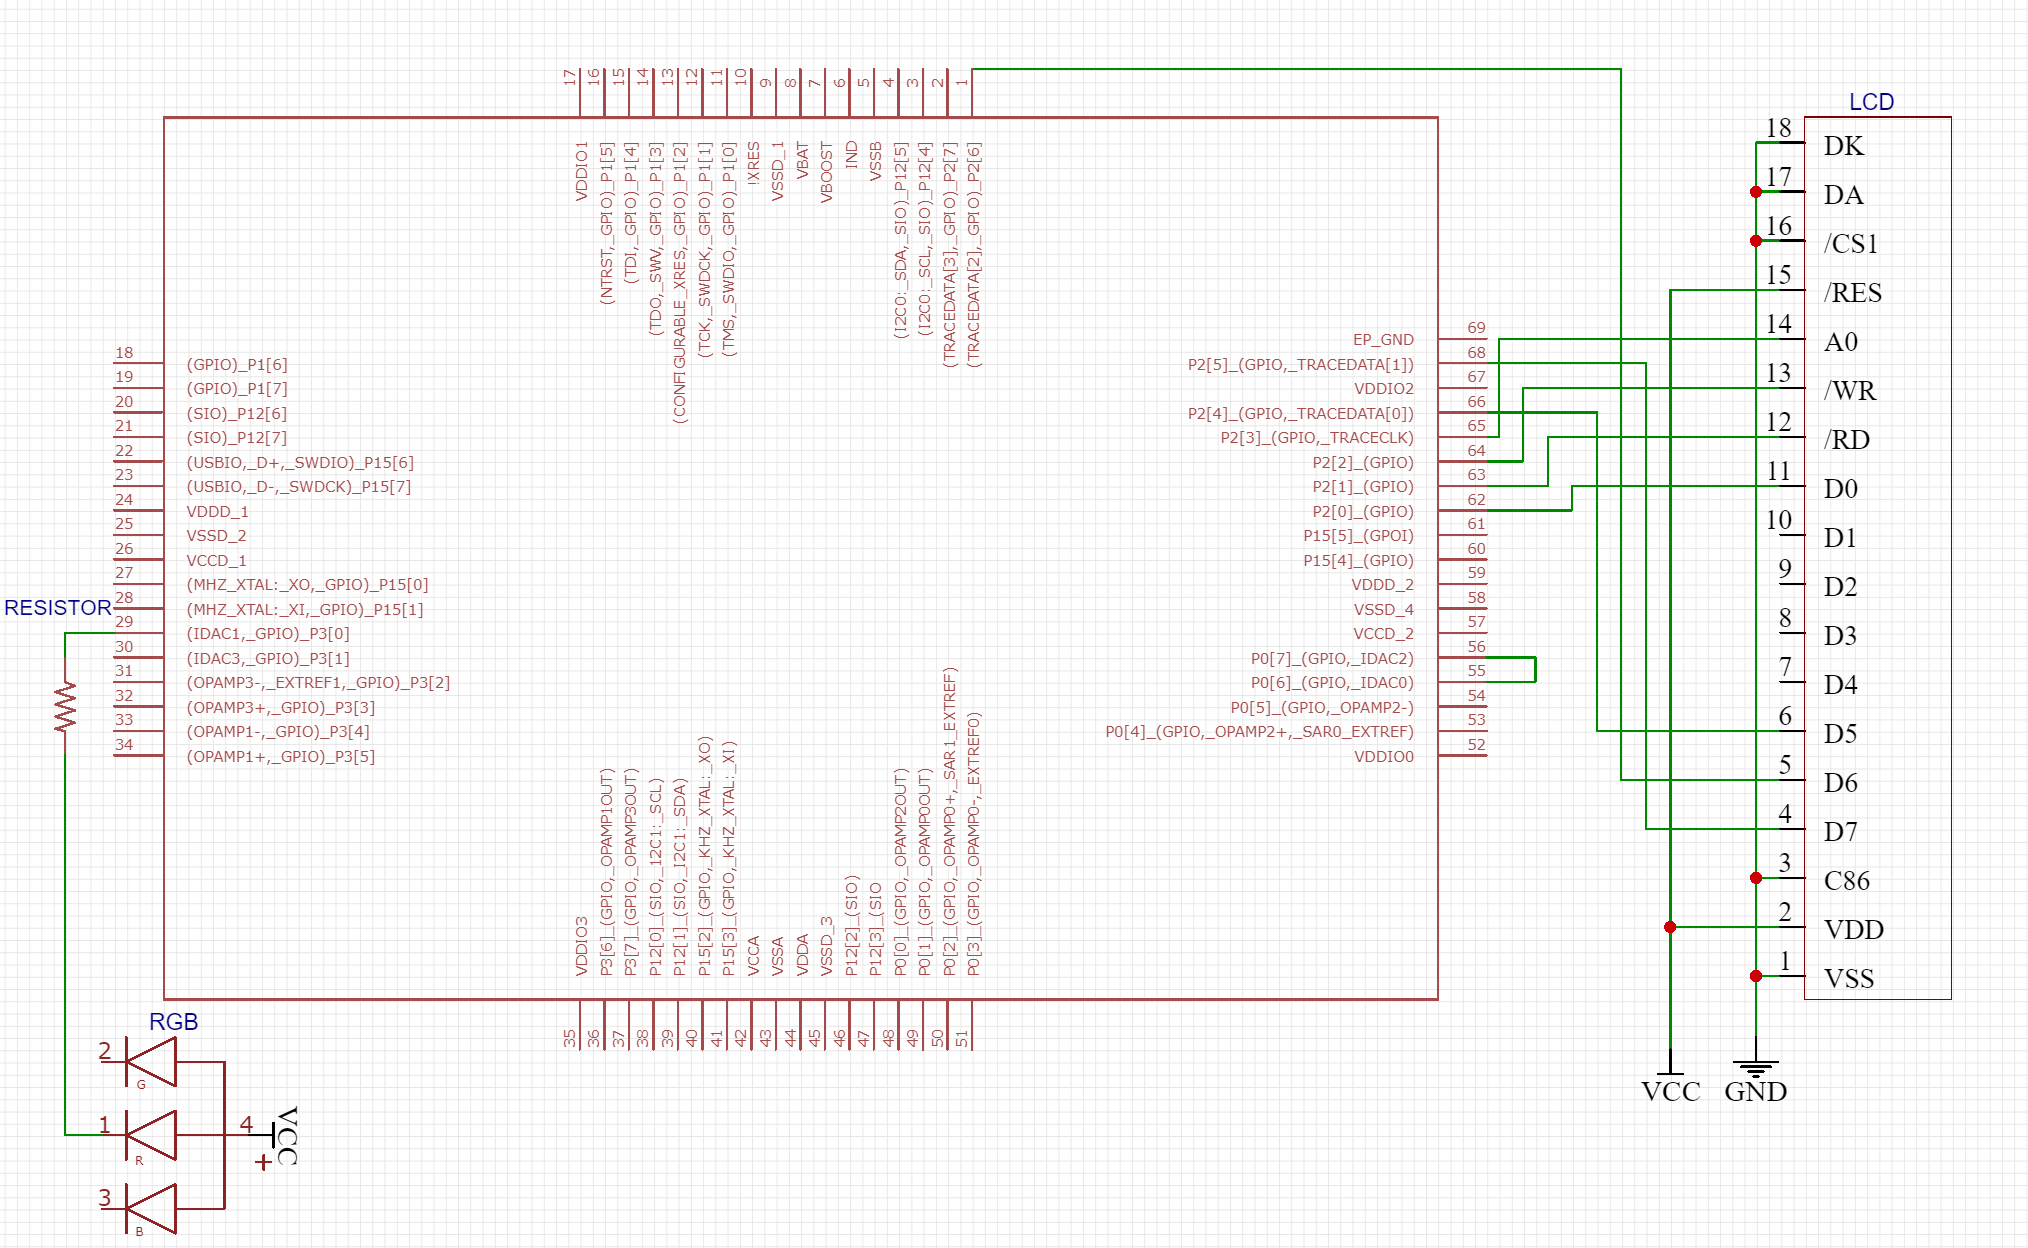 17
16
15
14
13
12
11
10
9
8
7
6
5
4
3
2
1
VDDIO1
(NTRST,_GPIO)_P1[5]
(TDI,_GPIO)_P1[4]
(TDO,_SWV,_GPIO)_P1[3]
(CONFIGURABLE_XRES,_GPIO)_P1[2]
(TCK,_SWDCK,_GPIO)_P1[1]
(TMS,_SWDIO,_GPIO)_P1[0]
!XRES
VSSD_1
VBAT
VBOOST
IND
VSSB
(I2C0:_SDA,_SIO)_P12[5]
(I2C0:_SCL,_SIO)_P12[4]
(TRACEDATA[3],_GPIO)_P2[7]
(TRACEDATA[2],_GPIO)_P2[6]
18 (GPIO)_P1[6]
19 (GPIO)_P1[7]
20 (SIO)_P12[6]
21 (SIO)_P12[7]
22 (USBIO,_D+,_SWDIO)_P15[6]
23 (USBIO,_D-,_SWDCK)_P15[7]
24 VDDD_1
25 VSSD_2
26 VCCD_1
27 (MHZ_XTAL:_XO,_GPIO)_P15[0]
28 (MHZ_XTAL:_XI,_GPIO)_P15[1]
29 (IDAC1,_GPIO)_P3[0]
30 (IDAC3,_GPIO)_P3[1]
31 (OPAMP3-,_EXTREF1,_GPIO)_P3[2]
32 (OPAMP3+,_GPIO)_P3[3]
33 (OPAMP1-,_GPIO)_P3[4]
34 (OPAMP1+,_GPIO)_P3[5]
RESISTOR
EP_GND 69
P2[5]_(GPIO,_TRACEDATA[1]) 68
VDDIO2 67
P2[4]_(GPIO,_TRACEDATA[0]) 66
P2[3]_(GPIO,_TRACECLK) 65
P2[2]_(GPIO) 64
P2[1]_(GPIO) 63
P2[0]_(GPIO) 62
P15[5]_(GPOI) 61
P15[4]_(GPIO) 60
VDDD_2 59
VSSD_4 58
VCCD_2 57
P0[7]_(GPIO,_IDAC2) 56
P0[6]_(GPIO,_IDAC0) 55
P0[5]_(GPIO,_OPAMP2-) 54
P0[4]_(GPIO,_OPAMP2+,_SAR0_EXTREF) 53
VDDIO0 52
VDDIO3
P3[6]_(GPIO,_OPAMP1OUT)
P3[7]_(GPIO,_OPAMP3OUT)
P12[0]_(SIO,_12C1:_SCL)
P12[1]_(SIO,_I2C1:_SDA)
P15[2]_(GPIO,_KHZ_XTAL:_XO)
P15[3]_(GPIO,_KHZ_XTAL:_XI)
VCCA
VSSA
VDDA
VSSD_3
P12[2]_(SIO)
P12[3]_(SIO
P0[0]_(GPIO,_OPAMP2OUT)
P0[1]_(GPIO,_OPAMP0OUT)
P0[2]_(GPIO,_OPAMP0+,_SAR1_EXTREF)
P0[3]_(GPIO,_OPAMP0-,_EXTREF0)
35
36
37
38
39
40
41
42
43
44
45
46
47
48
49
50
51
LCD
18 DK
17 DA
16 /CS1
15 /RES
14 A0
13 /WR
12 /RD
11 D0
10 D1
9 D2
8 D3
7 D4
6 D5
5 D6
4 D7
3 C86
2 VDD
1 VSS
VCC
GND
RGB
2
G
1
R
4
VCC
+
3
B